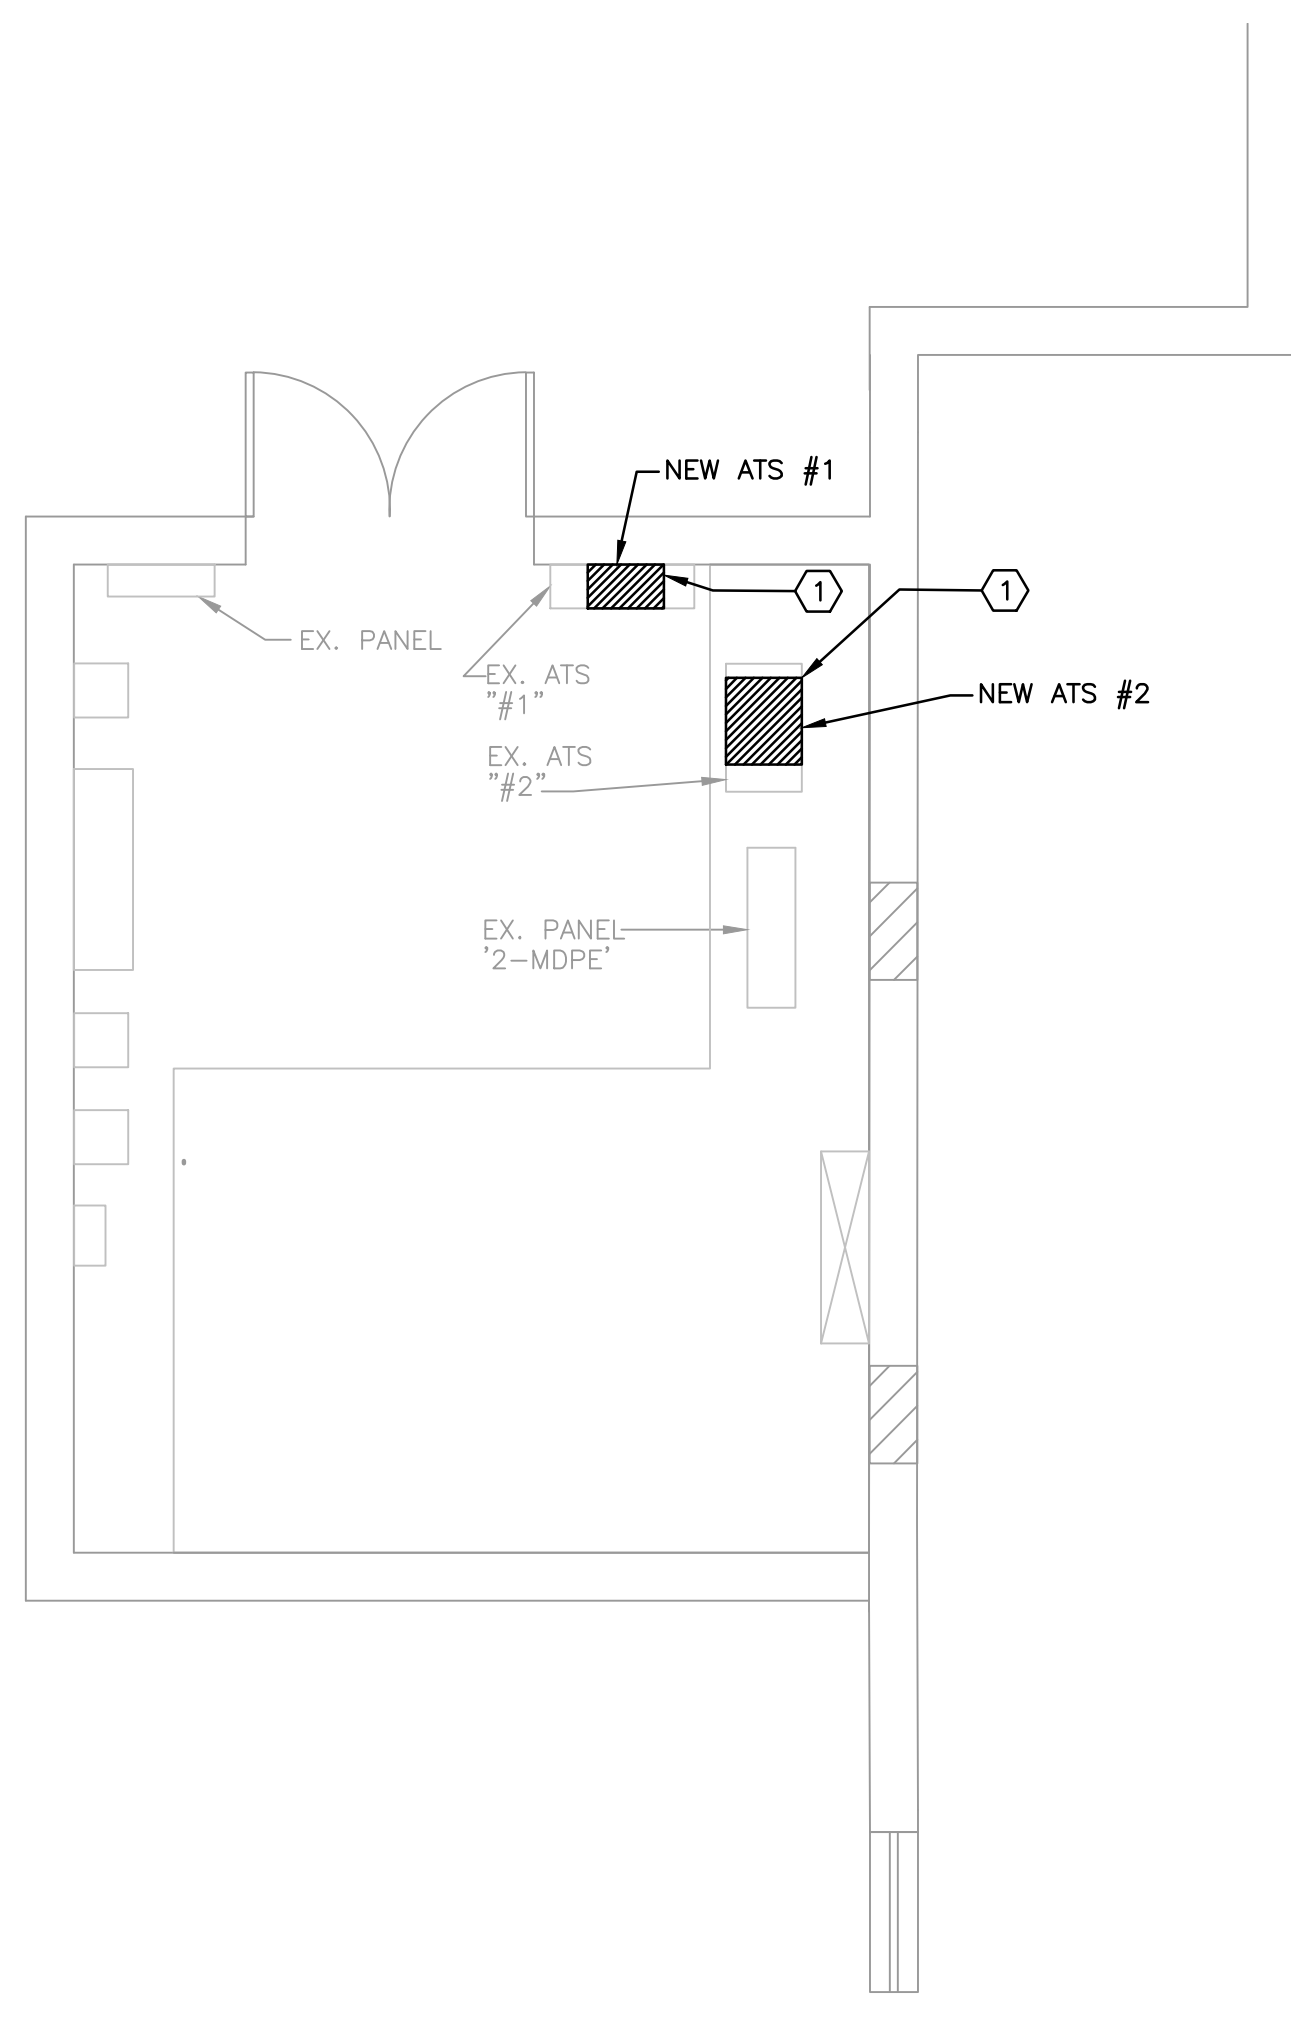 NEW ATS #1
1
1
EX. PANEL
EX. ATS
"#1"
NEW ATS #2
EX. ATS
"#2"
EX. PANEL
'2-MDPE'